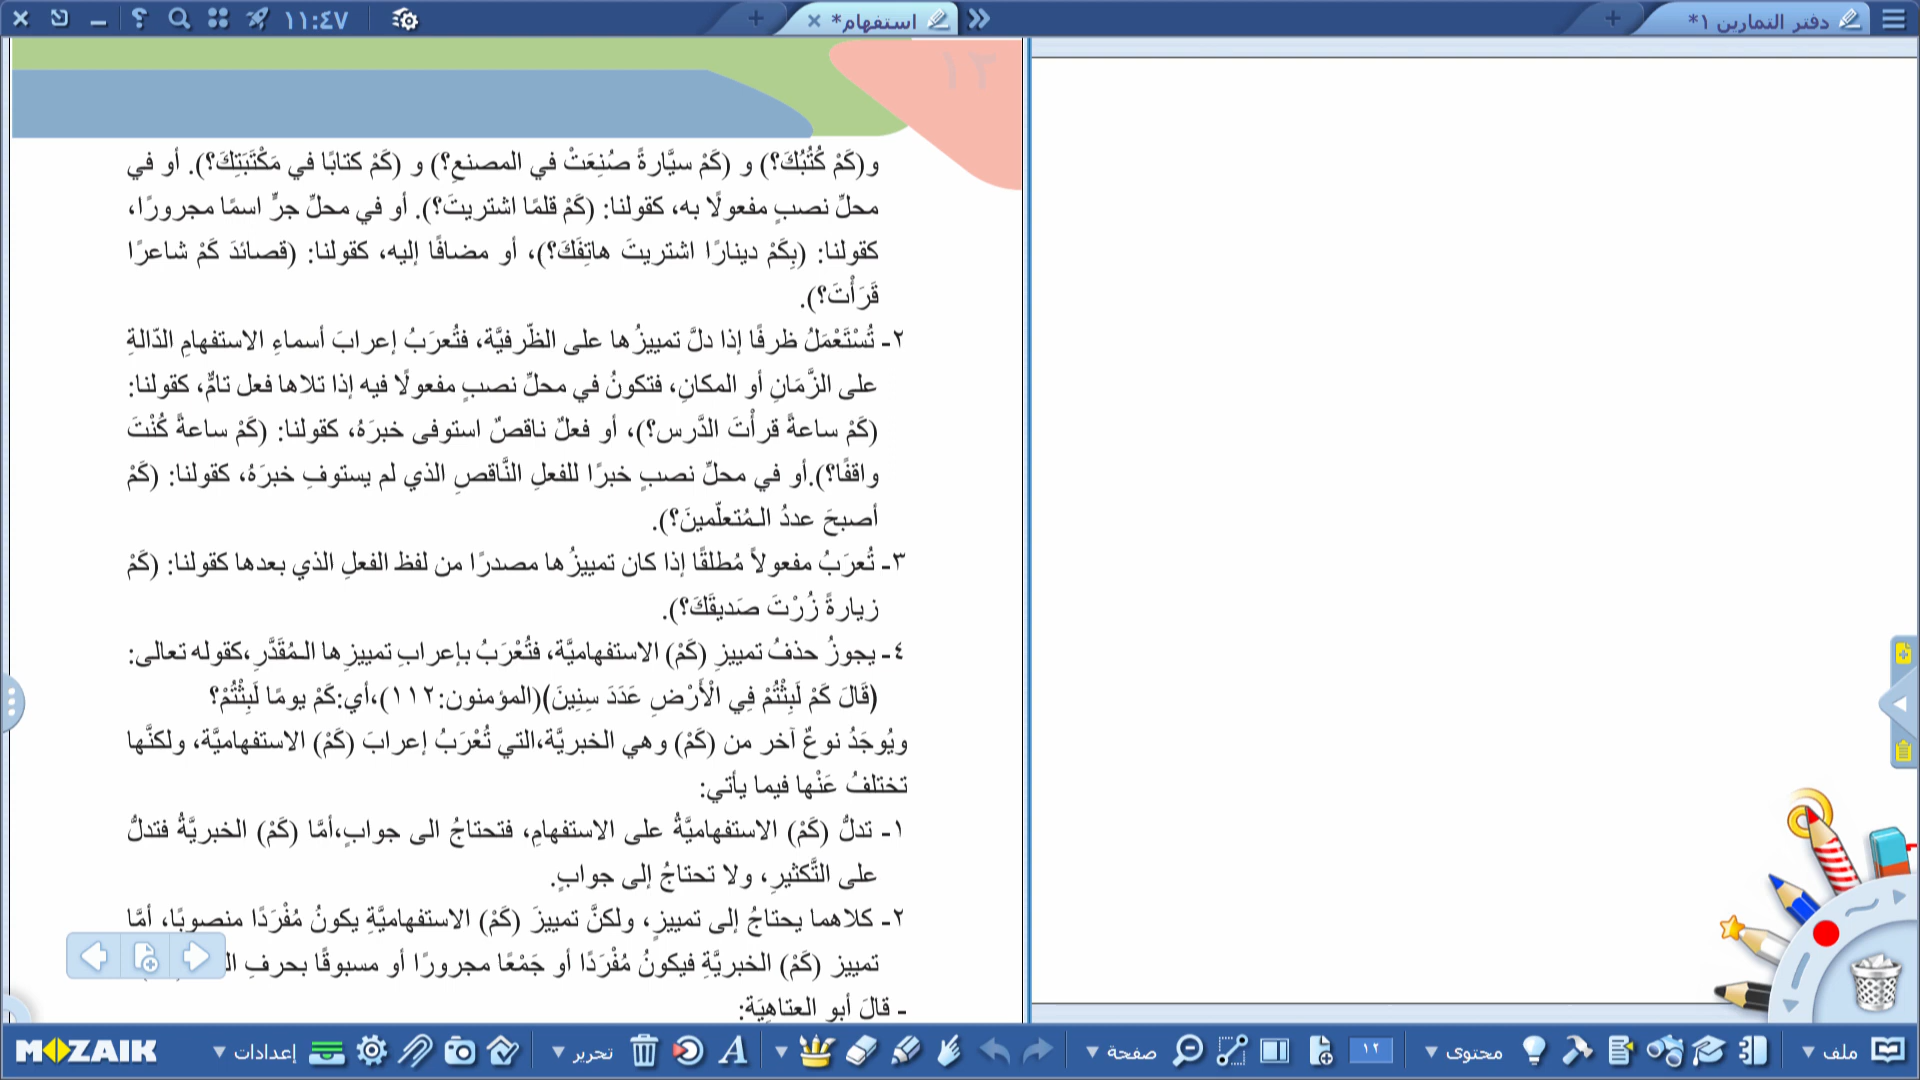 دفتر التمارين ١*
استفهام*
١١:٤٧
١٢
و(كَمْ كُتُبُكَ؟) و (كَمْ سيَّارةً صُنِعَتْ في المصنعِ؟) و (كَمْ كتابًا في مَكْتَبَتِكَ؟). أو في
محلِّ نصبٍ مفعولًا به، كقولنا: (كَمْ قلمًا اشتريتَ؟). أو في محلِّ جرٍّ اسمًا مجرورًا،
كقولنا: (بِكَمْ دينارًا اشتريتَ هاتِفَكَ؟)، أو مضافًا إليه، كقولنا: (قصائدَ كَمْ شاعرًا
قَرَأْتَ؟).
٢- تُسْتَعْمَلُ ظرفًا إذا دلَّ تمييزُها على الظّرفيَّة، فتُعرَبُ إعرابَ أسماءِ الاستفهامِ الدّالةِ
على الزَّمَانِ أو المكانِ، فتكونُ في محلِّ نصبٍ مفعولًا فيه إذا تلاها فعل تامٌّ، كقولنا:
(كَمْ ساعةً قرأْتَ الدَّرس؟)، أو فعلٌ ناقصٌ استوفى خبرَهُ، كقولنا: (كَمْ ساعةً كُنْتَ
واقفًا؟).أو في محلِّ نصبٍ خبرًا للفعلِ النَّاقصِ الذي لم يستوفِ خبرَهُ، كقولنا: (كَمْ
أصبحَ عددُ الـمُتعلّمينَ؟).
٣- تُعرَبُ مفعولاً مُطلقًا إذا كان تمييزُها مصدرًا من لفظ الفعلِ الذي بعدها كقولنا: (كَمْ
زيارةً زُرْتَ صَديقَكَ؟).
٤- يجوزُ حذفُ تمييزِ (كَمْ) الاستفهاميَّة، فتُعْرَبُ بإعرابِ تمييزِها الـمُقَدَّرِ،كقوله تعالى:
(قَالَ كَمْ لَبِثْتُمْ فِي الْأَرْضِ عَدَدَ سِنِينَ)(المؤمنون:١١٢)،أي:كَمْ يومًا لَبِثْتُمْ؟
ويُوجَدُ نوعٌ آخر من (كَمْ) وهي الخبريَّة،التي تُعْرَبُ إعرابَ (كَمْ) الاستفهاميَّة، ولكنَّها
تختلفُ عَنْها فيما يأتي:
١- تدلُّ (كَمْ) الاستفهاميَّةُ على الاستفهامِ، فتحتاجُ الى جوابٍ،أمَّا (كَمْ) الخبريَّةُ فتدلُّ
على التَّكثيرِ، ولا تحتاجُ إلى جوابٍ.
٢- كلاهما يحتاجُ إلى تمييزٍ، ولكنَّ تمييزَ (كَمْ) الاستفهاميَّةِ يكونُ مُفْرَدًا منصوبًا، أمَّا
تمييز (كَمْ) الخبريَّةِ فيكونُ مُفْرَدًا أو جَمْعًا مجرورًا أو مسبوقًا بحرفِ
- قالَ أبو العتاهِيَة:
ملف
محتوى
١٢
صفحة
تحرير
إعدادات
MOZAIK